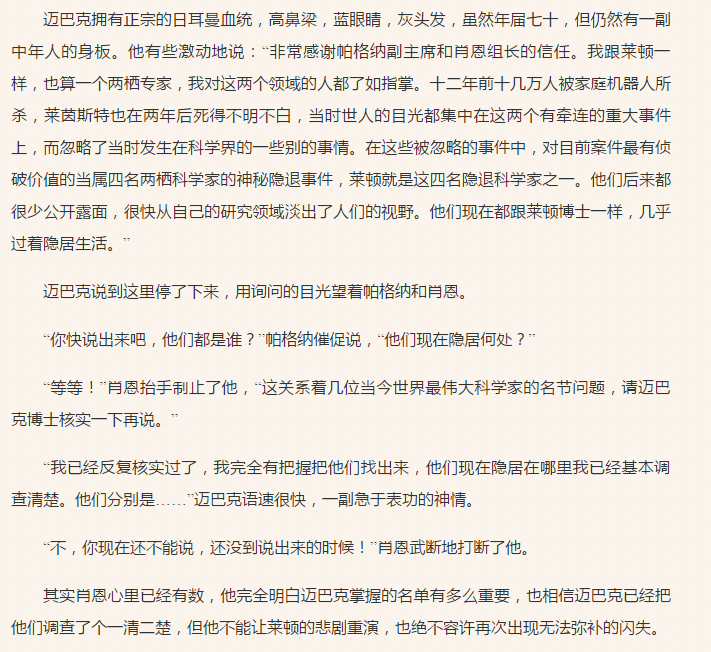 迈巴克拥有正宗的日耳曼血统，高鼻梁，蓝眼睛，灰头发，虽然年届七十，但仍然有一副
中年人的身板。他有些激动地说：“非常感谢帕格纳副主席和肖恩组长的信任。我跟莱顿一
样，也算一个两栖专家，我对这两个领域的人都了如指掌。十二年前十几万人被家庭机器人所
杀，莱茵斯特也在两年后死得不明不白，当时世人的目光都集中在这两个有牵连的重大事件
上，而忽略了当时发生在科学界的一些别的事情。在这些被忽略的事件中，对目前案件最有侦
破价值的当属四名两栖科学家的神秘隐退事件，莱顿就是这四名隐退科学家之一。他们后来都
很少公开露面，很快从自己的研究领域淡出了人们的视野。他们现在都跟莱顿博士一样，几乎
过着隐居生活。”
迈巴克说到这里停了下来，用询问的目光望着帕格纳和肖恩。
“你快说出来吧，他们都是谁？”帕格纳催促说，“他们现在隐居何处？”
“等等！”肖恩抬手制止了他，“这关系着几位当今世界最伟大科学家的名节问题，请迈巴
克博士核实一下再说。”
“我已经反复核实过了，我完全有把握把他们找出来，他们现在隐居在哪里我已经基本调
查清楚。他们分别是……”迈巴克语速很快，一副急于表功的神情。
“不，你现在还不能说，还没到说出来的时候！”肖恩武断地打断了他。
其实肖恩心里已经有数，他完全明白迈巴克掌握的名单有多么重要，也相信迈巴克已经把
他们调查了个一清二楚，但他不能让莱顿的悲剧重演，也绝不容许再次出现无法弥补的闪失。